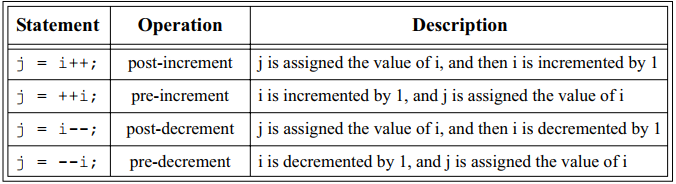 Statement Operation Description
j = i++; post-increment j is assigned the value of i, and then i is incremented by 1
j = ++i; pre-increment i is incremented by 1, and j is assigned the value of i
j = i--; post-decrement j is assigned the value of i, and then i is decremented by 1
j = --i; pre-decrement i is decremented by 1, and j is assigned the value of i